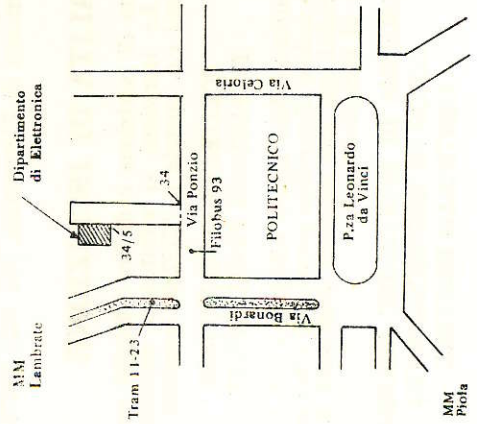 Dipartimento
di Elettronica
MM
Lambrate
Tram 11-23
34/5
34
Via Ponzio
Filobus 93
Via Celoria
POLITECNICO
Via Bonardi
P.za Leonardo
da Vinci
MM
Piola